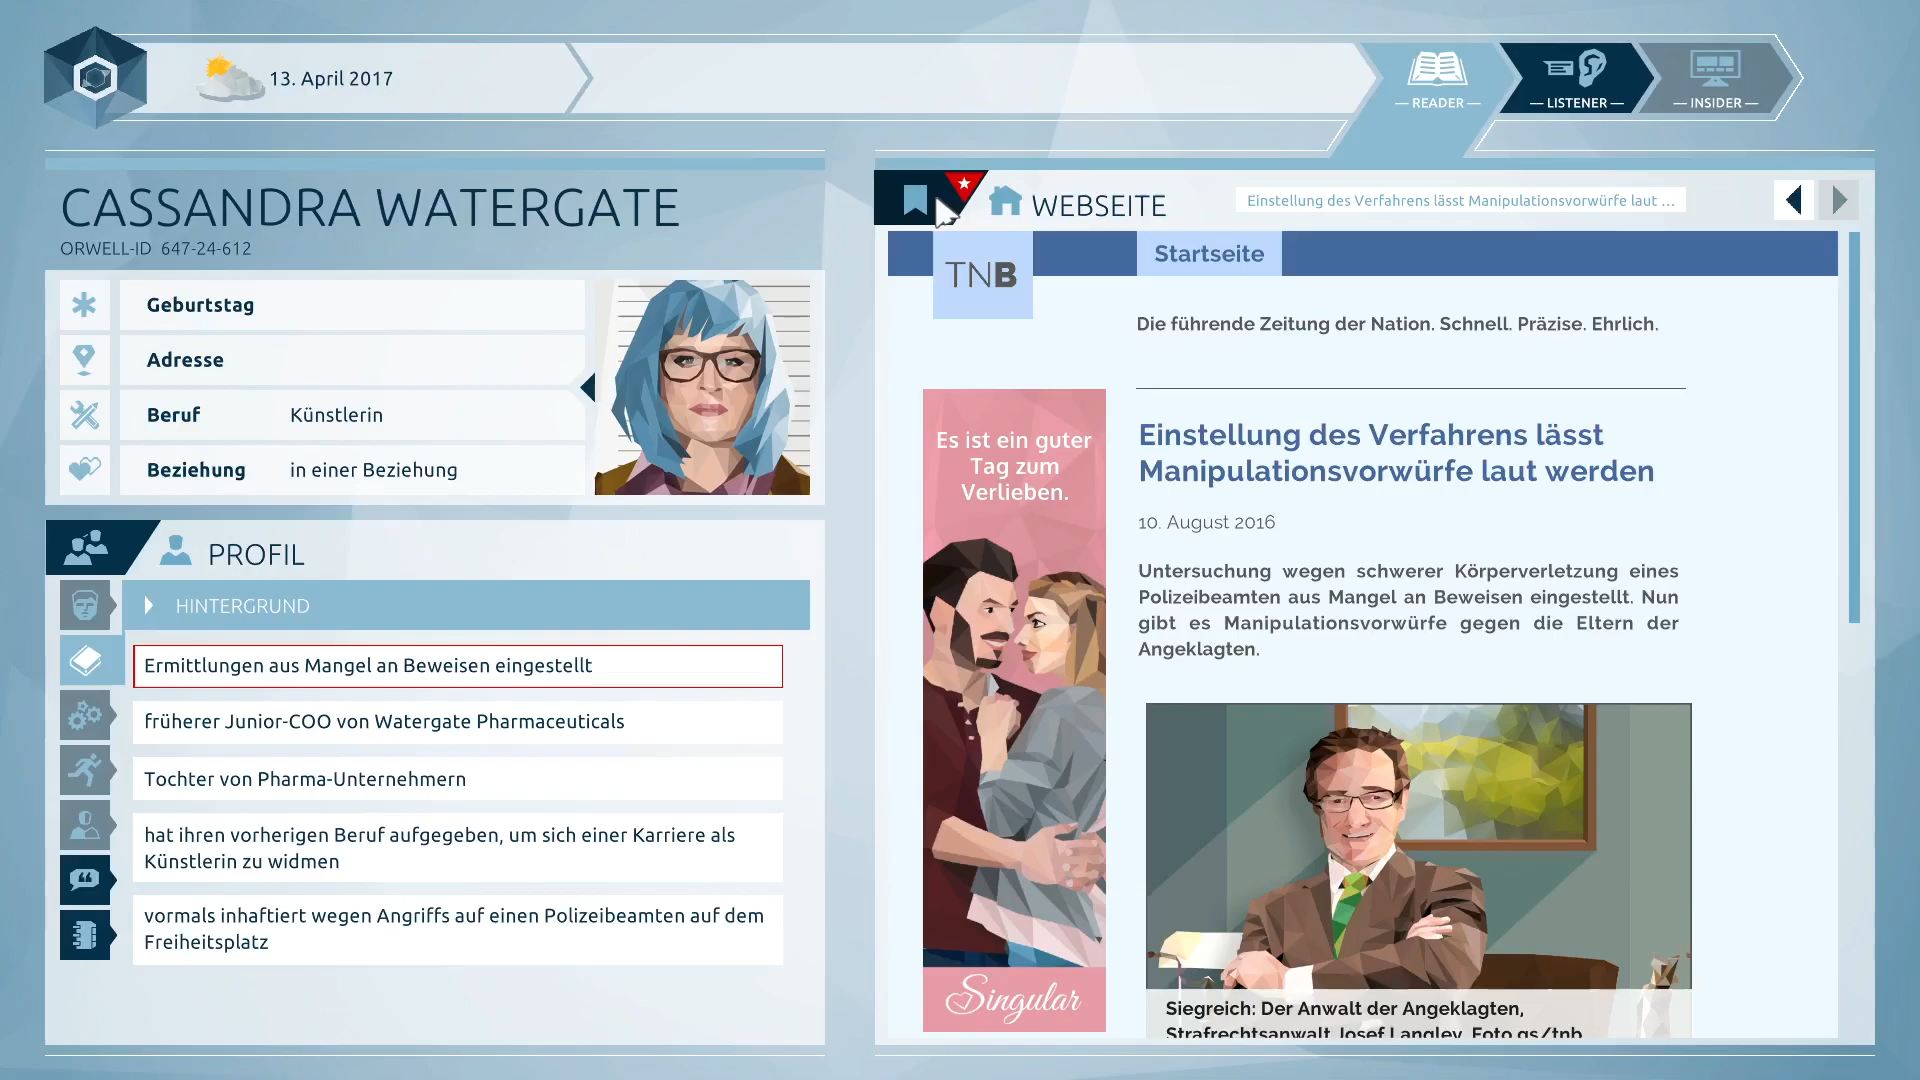 13. April 2017
— READER —
— LISTENER —
— INSIDER —
CASSANDRA WATERGATE
ORWELL-ID 647-24-612
Geburtstag
Adresse
Beruf Künstlerin
Beziehung in einer Beziehung
PROFIL
HINTERGRUND
Ermittlungen aus Mangel an Beweisen eingestellt
früherer Junior-COO von Watergate Pharmaceuticals
Tochter von Pharma-Unternehmern
hat ihren vorherigen Beruf aufgegeben, um sich einer Karriere als
Künstlerin zu widmen
vormals inhaftiert wegen Angriffs auf einen Polizeibeamten auf dem
Freiheitsplatz
WEBSEITE
Einstellung des Verfahrens lässt Manipulationsvorwürfe laut ...
TNB
Startseite
Die führende Zeitung der Nation. Schnell. Präzise. Ehrlich.
Es ist ein guter
Tag zum
Verlieben.
Singular
Einstellung des Verfahrens lässt
Manipulationsvorwürfe laut werden
10. August 2016
Untersuchung wegen schwerer Körperverletzung eines
Polizeibeamten aus Mangel an Beweisen eingestellt. Nun
gibt es Manipulationsvorwürfe gegen die Eltern der
Angeklagten.
Siegreich: Der Anwalt der Angeklagten,
Strafrechtsanwalt Josef Langley. Foto gs/tnb